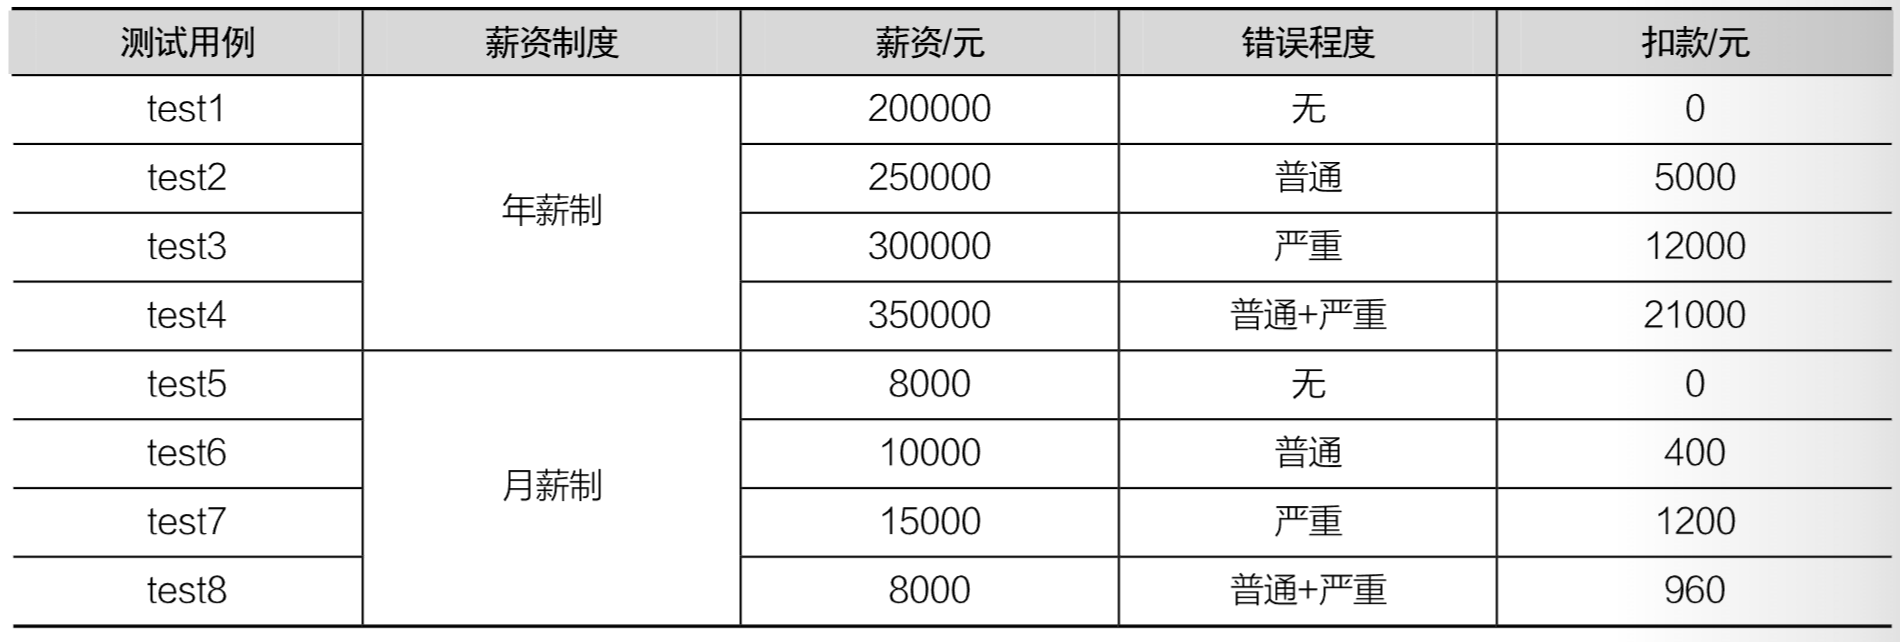 测试用例 薪资制度 薪资/元 错误程度 扣款/元
test1 年薪制 200000 无 0
test2 250000 普通 5000
test3 300000 严重 12000
test4 350000 普通+严重 21000
test5 月薪制 8000 无 0
test6 10000 普通 400
test7 15000 严重 1200
test8 8000 普通+严重 960